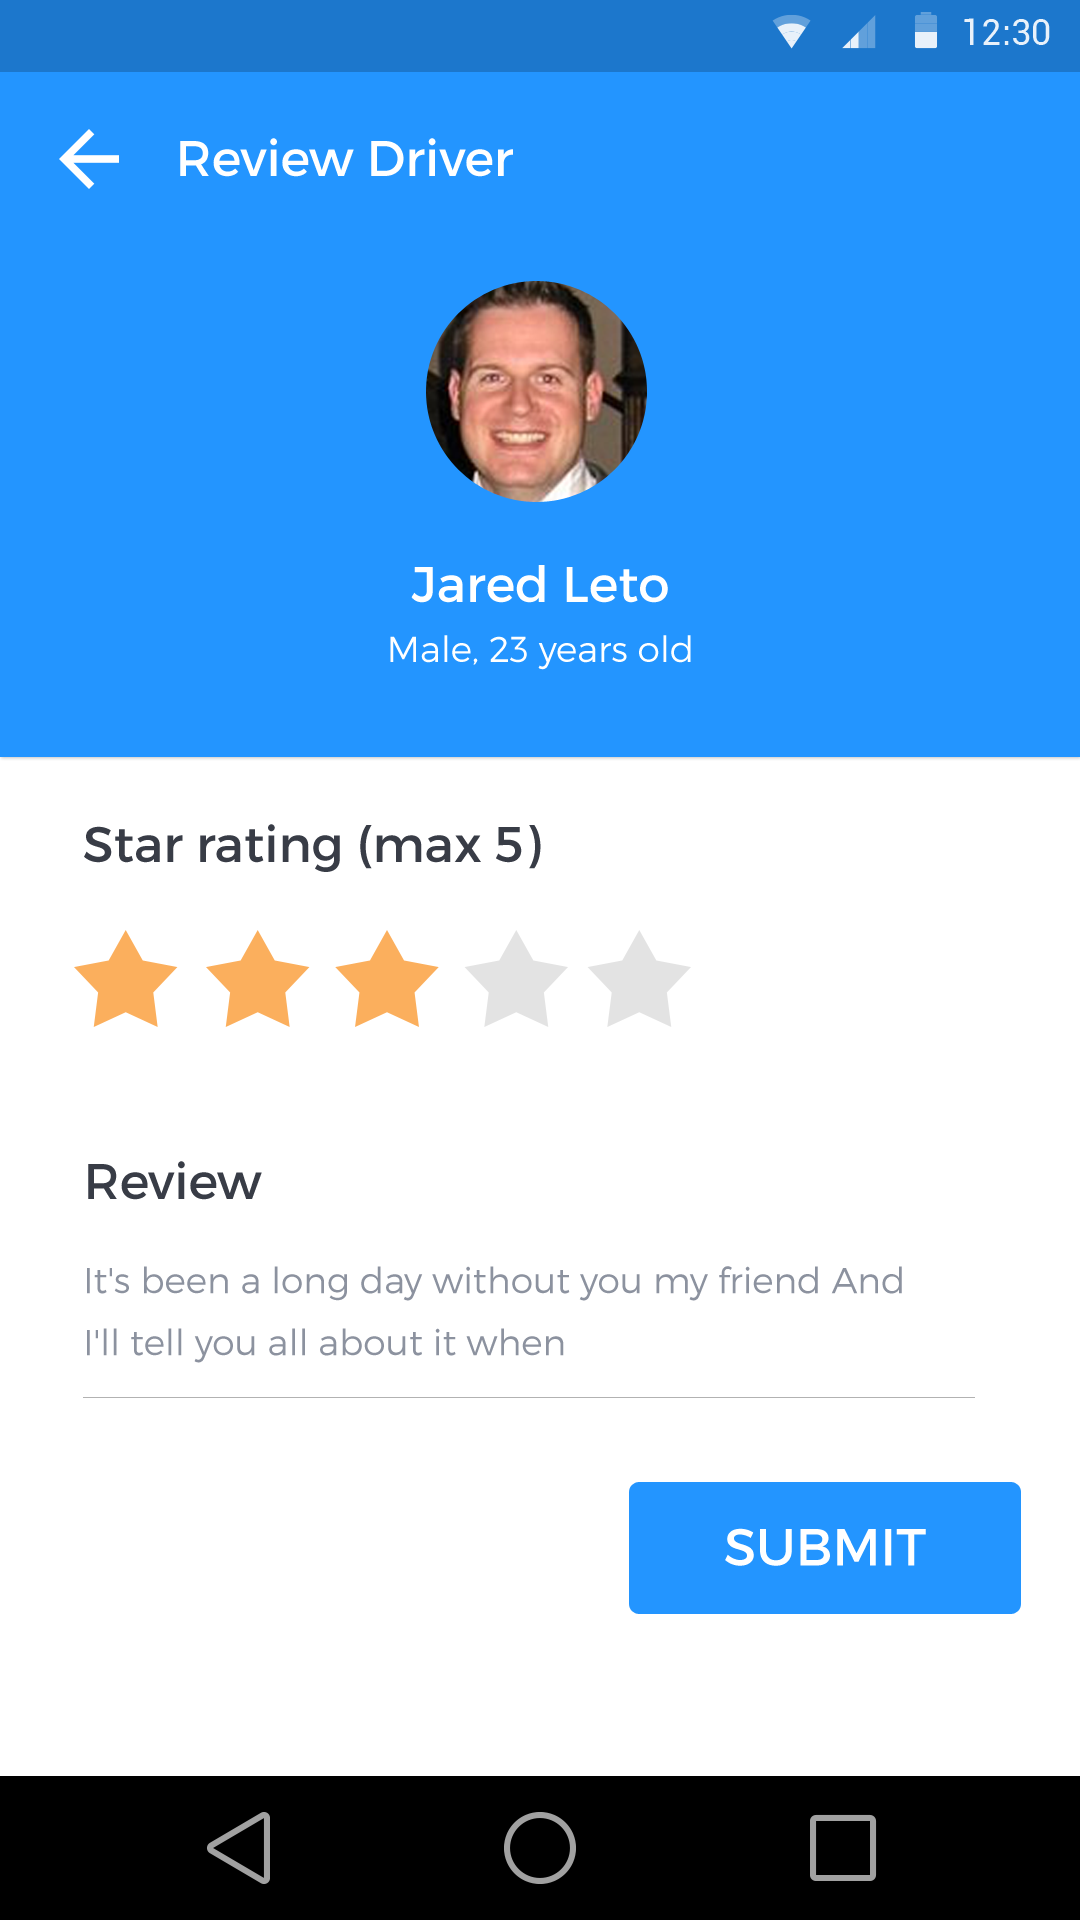 12:30
Review Driver
Jared Leto
Male, 23 years old
Star rating (max 5)
Review
It's been a long day without you my friend And
I'll tell you all about it when
SUBMIT